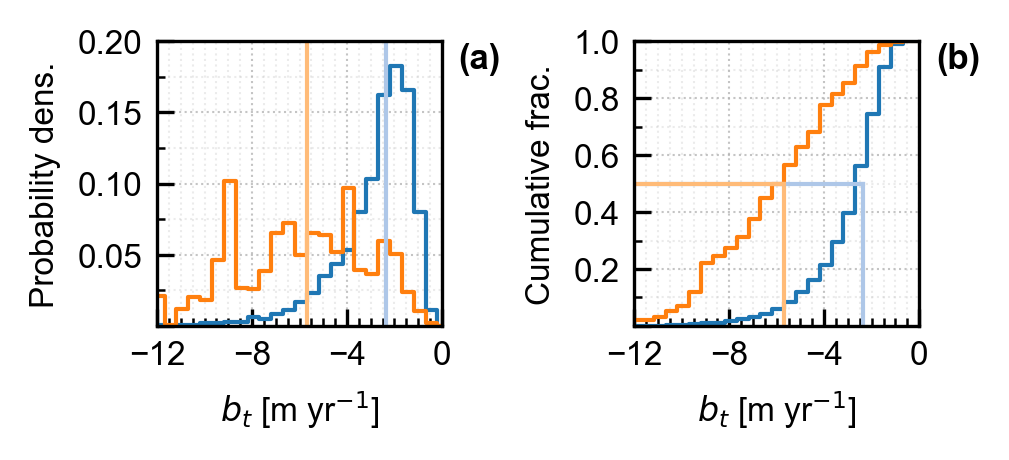 0.20
0.15
0.10
0.05
Probability dens.
−12
−8
−4
0
b_t [m yr⁻¹]
(a)
1.0
0.8
0.6
0.4
0.2
Cumulative frac.
−12
−8
−4
0
b_t [m yr⁻¹]
(b)